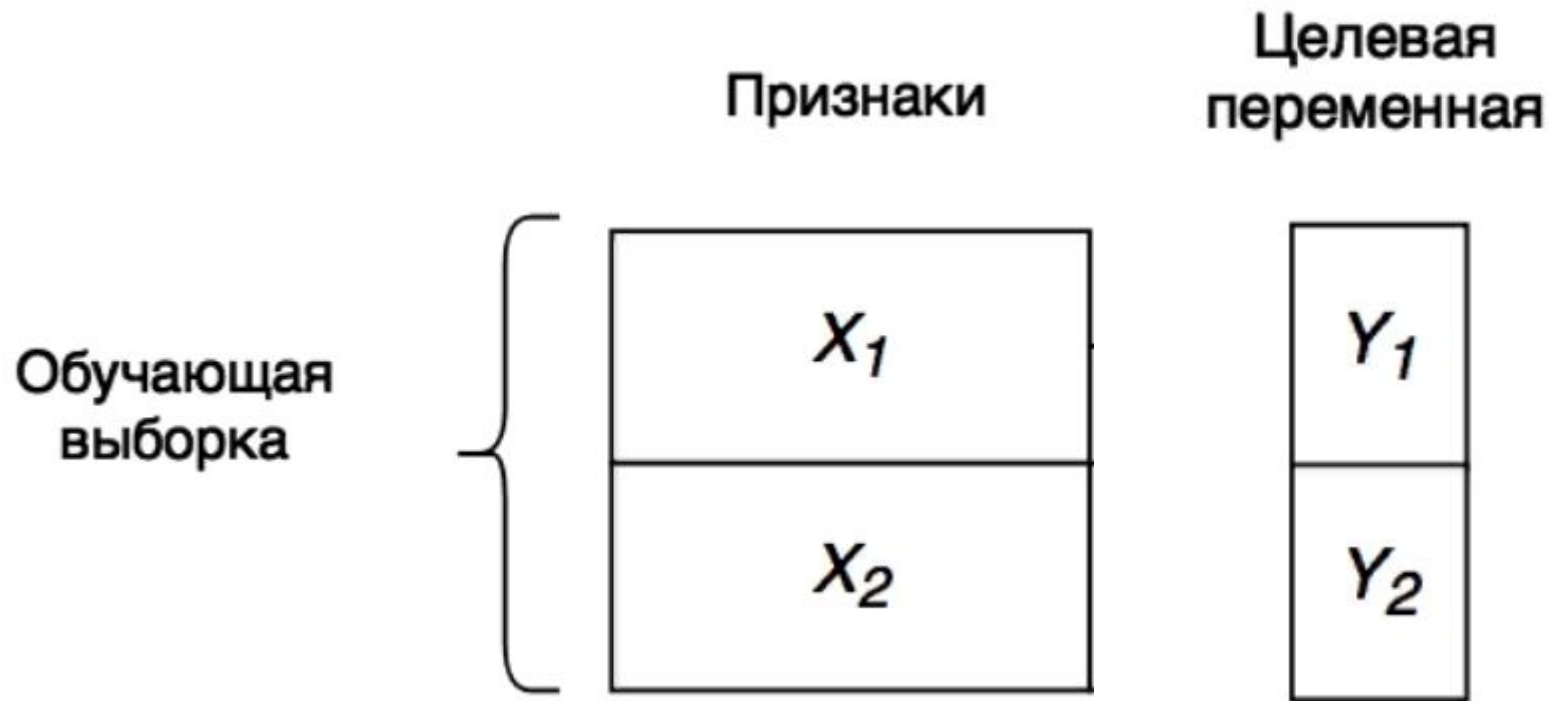 Признаки
Целевая
переменная
Обучающая
выборка
X₁
Y₁
X₂
Y₂